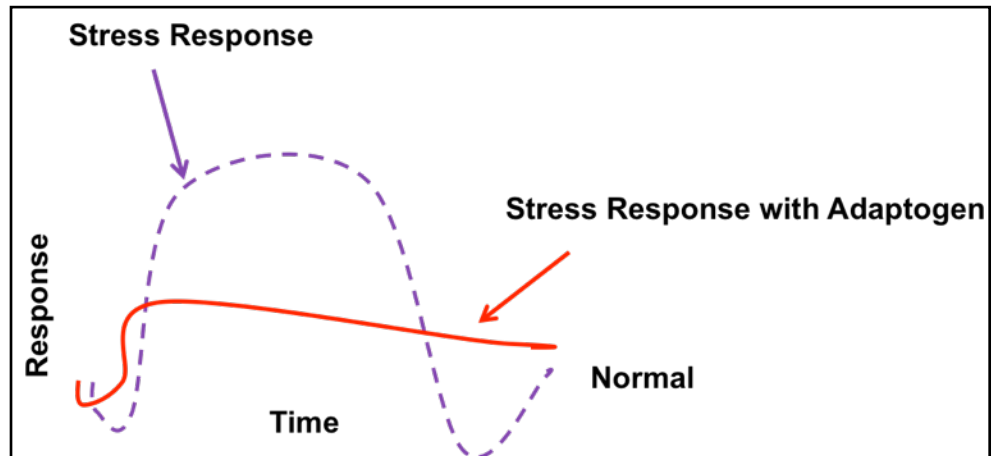 Stress Response
Stress Response with Adaptogen
Response
Normal
Time